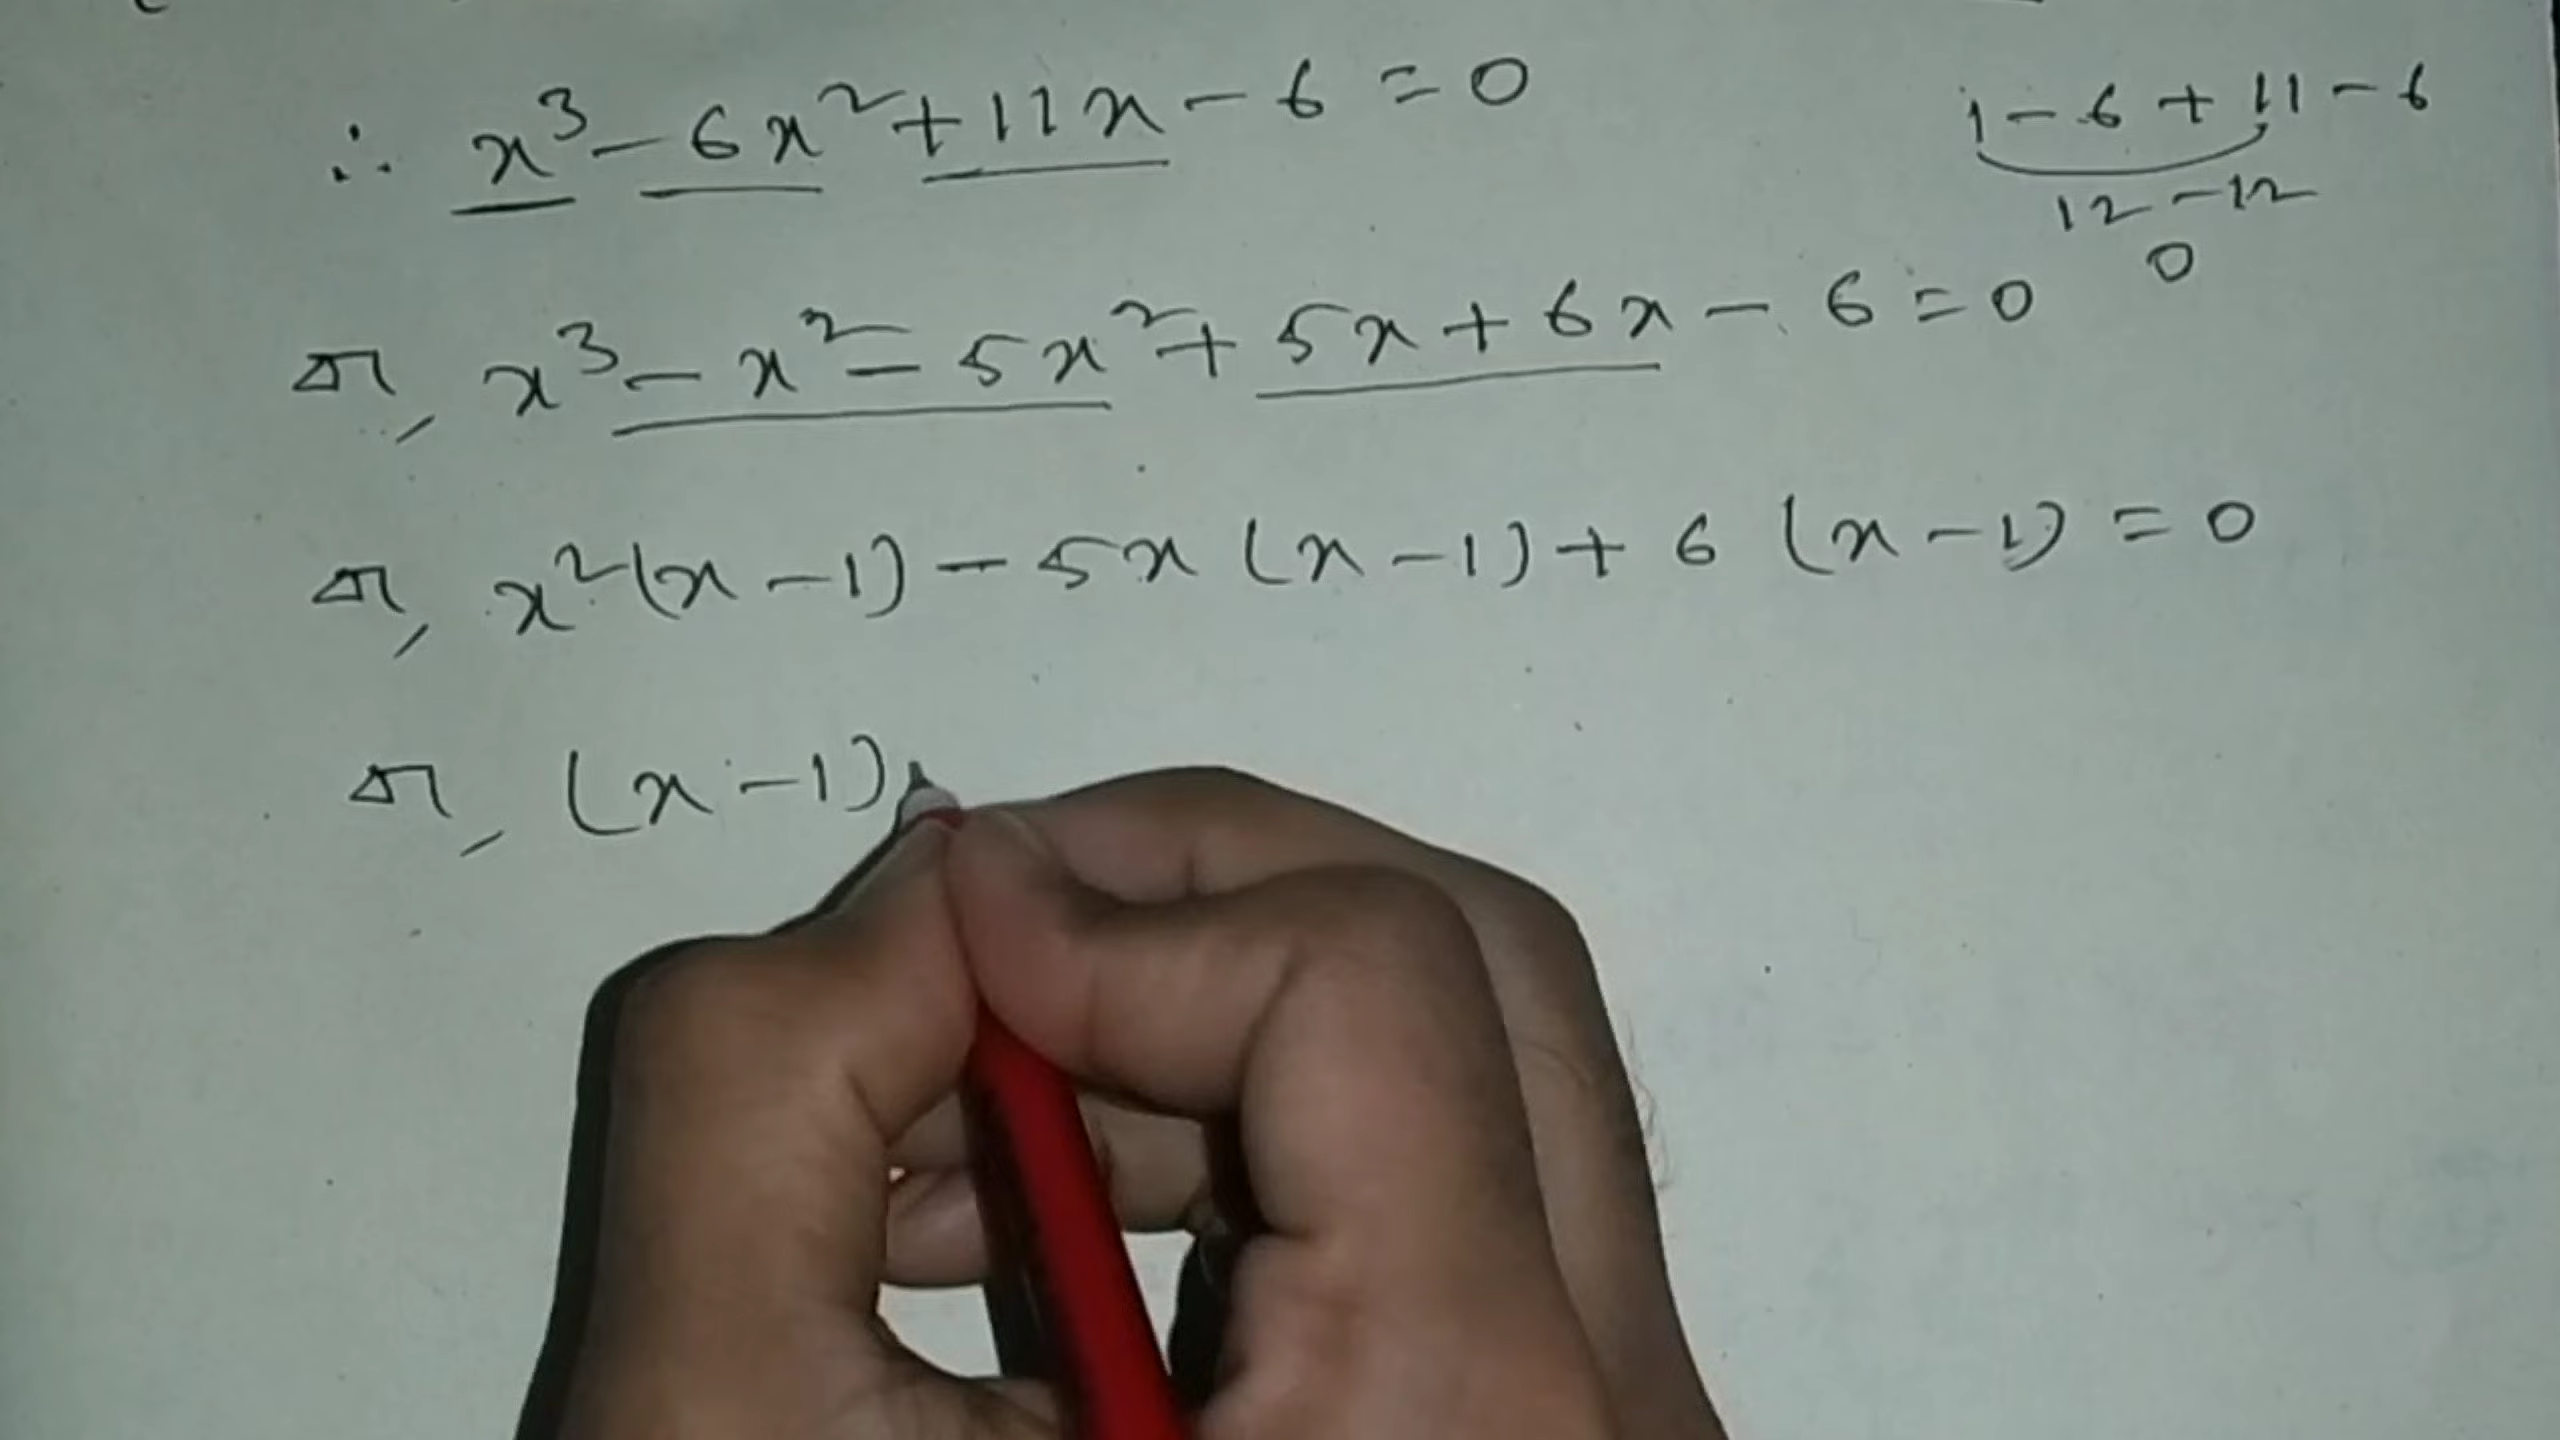 ∴ x³ - 6x² + 11x - 6 = 0
1 - 6 + 11 - 6
12 - 12
0
বা, x³ - x² - 5x² + 5x + 6x - 6 = 0
বা, x²(x - 1) - 5x (x - 1) + 6 (x - 1) = 0
বা, (x - 1)